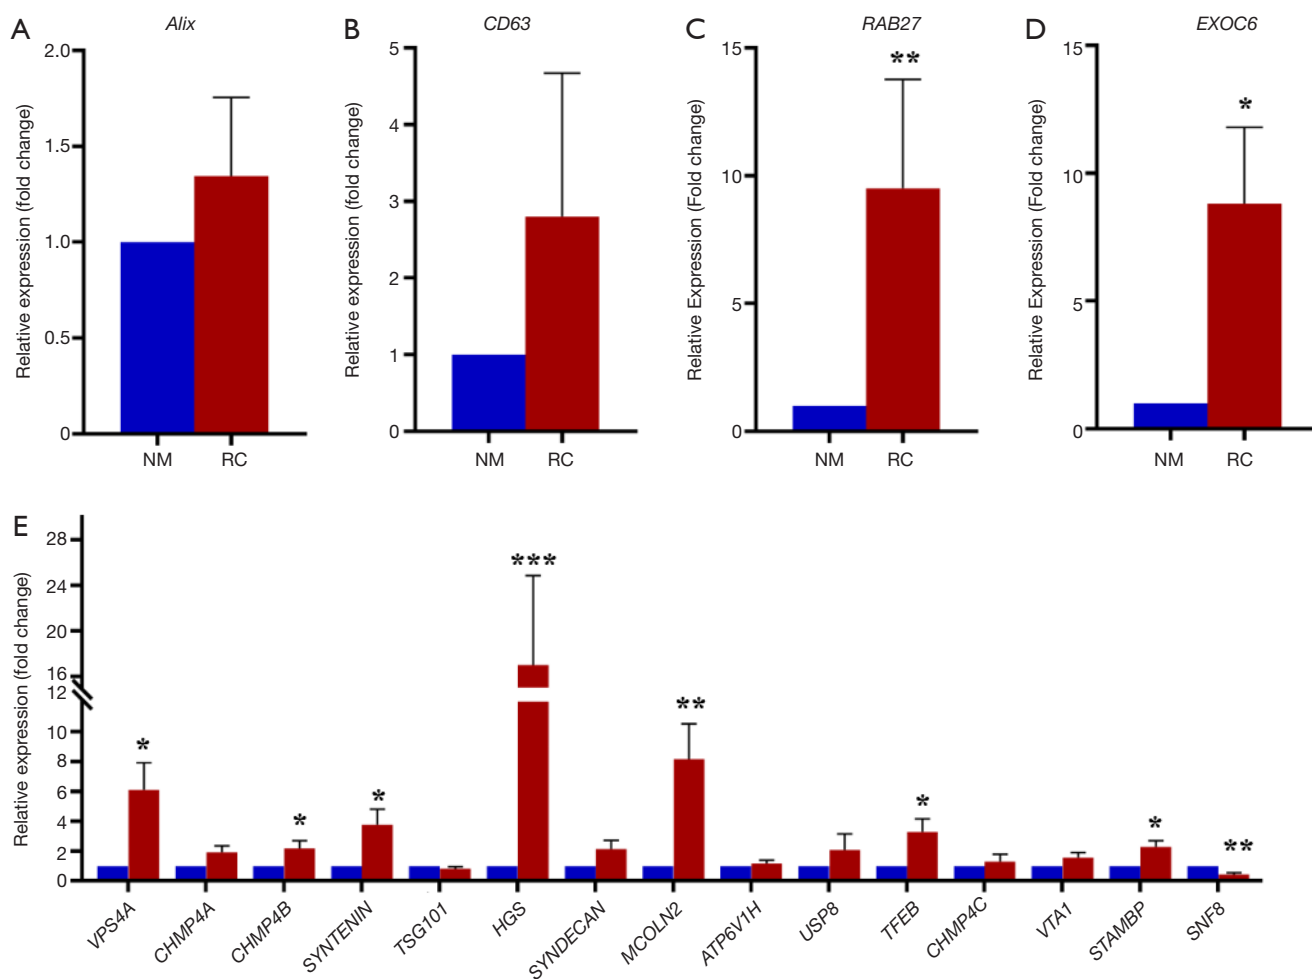 A
Alix
Relative expression (fold change)
2.0
1.5
1.0
0.5
0
NM
RC
B
CD63
Relative expression (fold change)
5
4
3
2
1
0
NM
RC
C
RAB27
Relative Expression (Fold change)
15
10
5
0
**
NM
RC
D
EXOC6
Relative Expression (Fold change)
15
10
5
0
*
NM
RC
E
Relative expression (fold change)
28
24
20
16
12
10
8
6
4
2
0
*
*
*
***
**
*
*
**
VPS4A
CHMP4A
CHMP4B
SYNTENIN
TSG101
HGS
SYNDECAN
MCOLN2
ATP6V1H
USP8
TFEB
CHMP4C
VTA1
STAMBP
SNF8